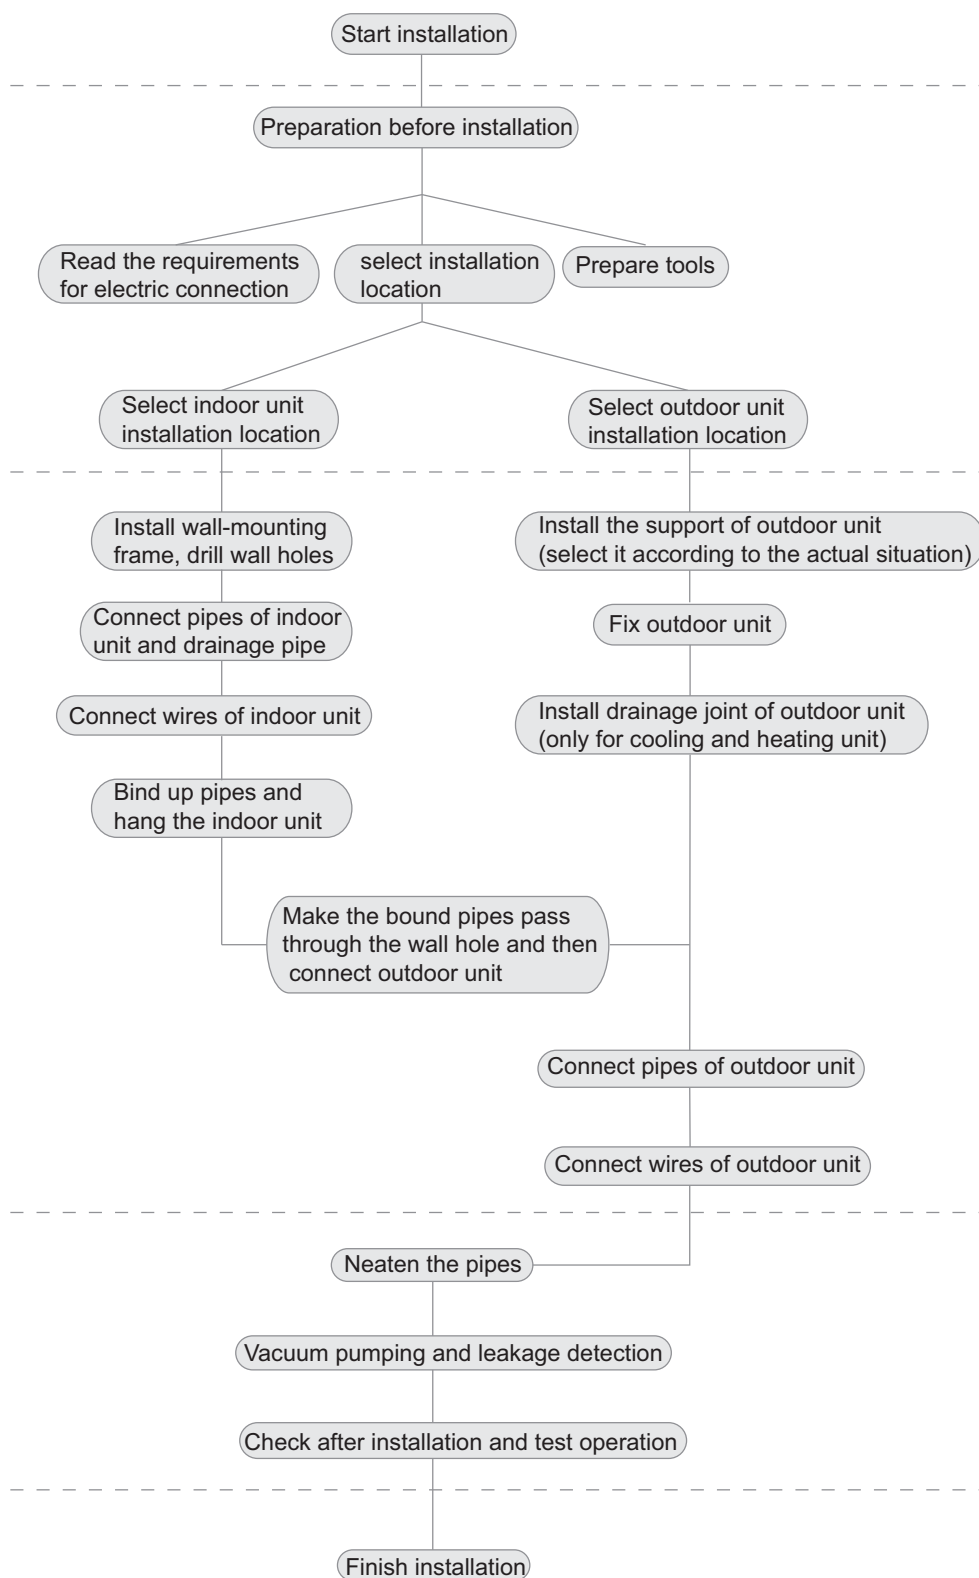 Start installation
Preparation before installation
Read the requirements
for electric connection
select installation
location
Prepare tools
Select indoor unit
installation location
Select outdoor unit
installation location
Install wall-mounting
frame, drill wall holes
Install the support of outdoor unit
(select it according to the actual situation)
Connect pipes of indoor
unit and drainage pipe
Fix outdoor unit
Connect wires of indoor unit
Install drainage joint of outdoor unit
(only for cooling and heating unit)
Bind up pipes and
hang the indoor unit
Make the bound pipes pass
through the wall hole and then
connect outdoor unit
Connect pipes of outdoor unit
Connect wires of outdoor unit
Neaten the pipes
Vacuum pumping and leakage detection
Check after installation and test operation
Finish installation